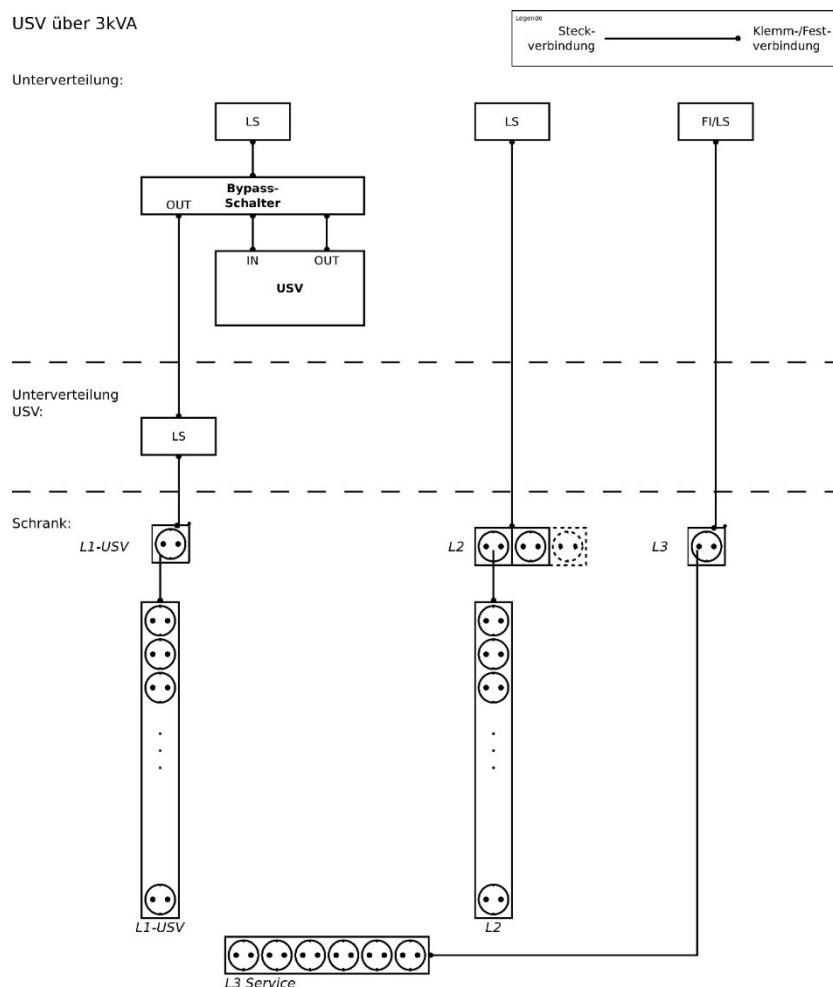 USV über 3kVA
Legende
Steck-
verbindung
Klemm-/Fest-
verbindung
Unterverteilung:
LS
LS
FI/LS
Bypass-
Schalter
OUT
IN
OUT
USV
Unterverteilung
USV:
LS
Schrank:
L1-USV
L2
L3
L1-USV
L2
L3 Service